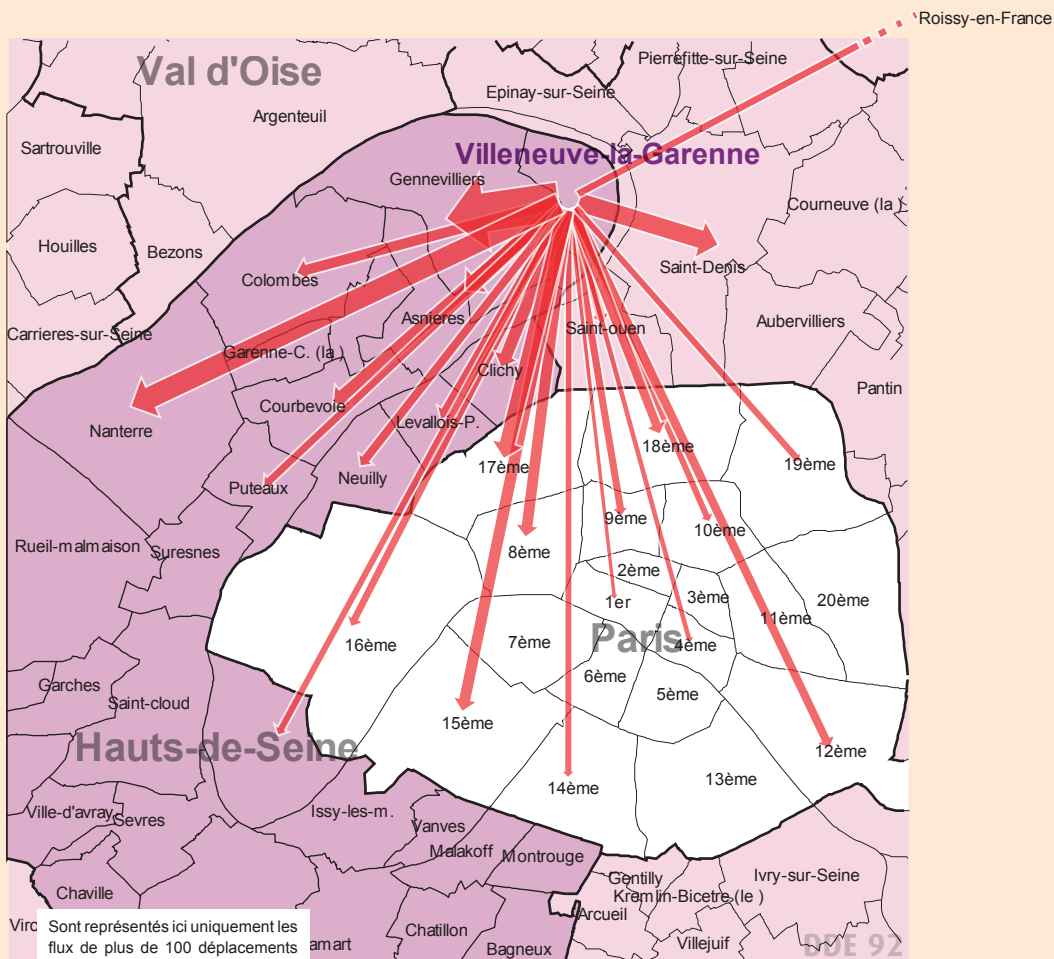 Roissy-en-France
Pierrefitte-sur-Seine
Val d'Oise
Epinay-sur-Seine
Argenteuil
Sartrouville
Villeneuve-la-Garenne
Gennevilliers
Courneuve (la )
Houilles
Bezons
Saint-Denis
Colombes
Asnières
Saint-ouen
Aubervilliers
Carrieres-sur-Seine
Garenne-C. (la )
Clichy
Pantin
Courbevoie
Levallois-P.
Nanterre
18ème
17ème
19ème
Neuilly
Puteaux
9ème
10ème
Rueil-malmaison
Suresnes
8ème
2ème
3ème
20ème
1er
11ème
Paris
16ème
7ème
4ème
6ème
Garches
5ème
Saint-cloud
15ème
Hauts-de-Seine
12ème
13ème
14ème
Ville-d'avray
Sevres
Issy-les-m.
Vanves
Malakoff
Montrouge
Gentilly
Ivry-sur-Seine
Chaville
Kremlin-Bicetre (le )
Arcueil
Viro
Sont représentés ici uniquement les
flux de plus de 100 déplacements
amart
Chatillon
Bagneux
Villejuif
DDE 92